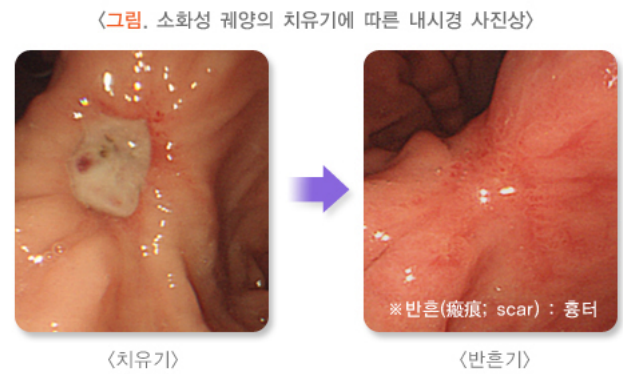 <그림. 소화성 궤양의 치유기에 따른 내시경 사진상>
※반흔(瘢痕; scar) : 흉터
<치유기>
<반흔기>